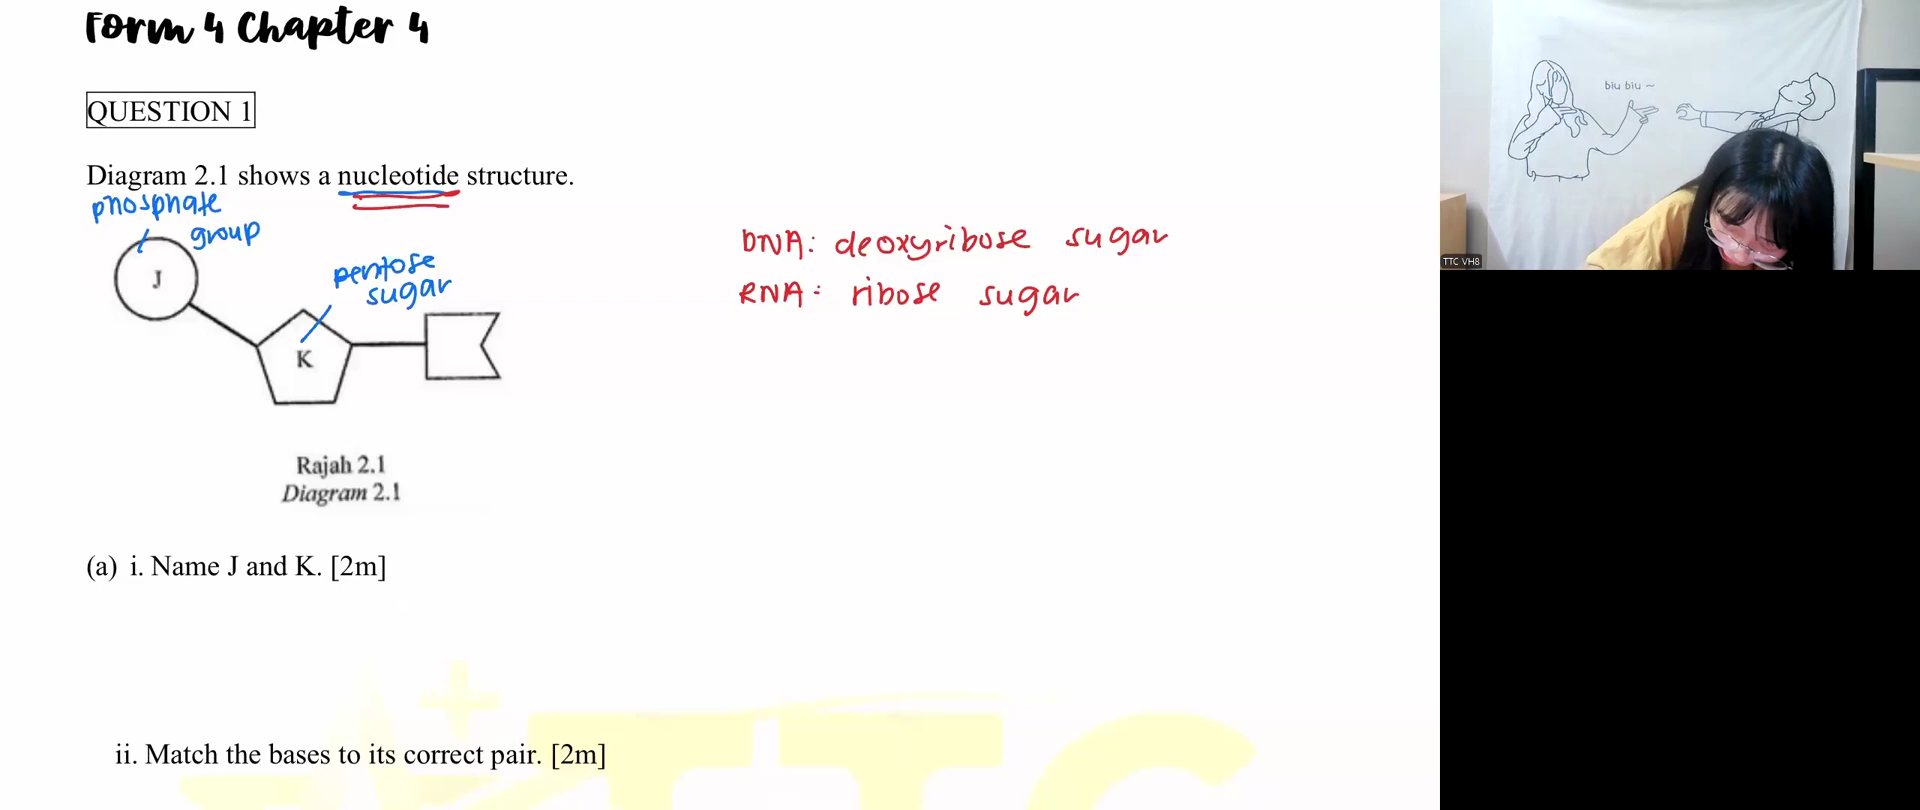 Form 4 Chapter 4
QUESTION 1
Diagram 2.1 shows a nucleotide structure.
phosphate
group
J
pentose
sugar
K
DNA: deoxyribose sugar
RNA: ribose sugar
Rajah 2.1
Diagram 2.1
(a) i. Name J and K. [2m]
ii. Match the bases to its correct pair. [2m]
TTC
biu biu ~
TTC VH8